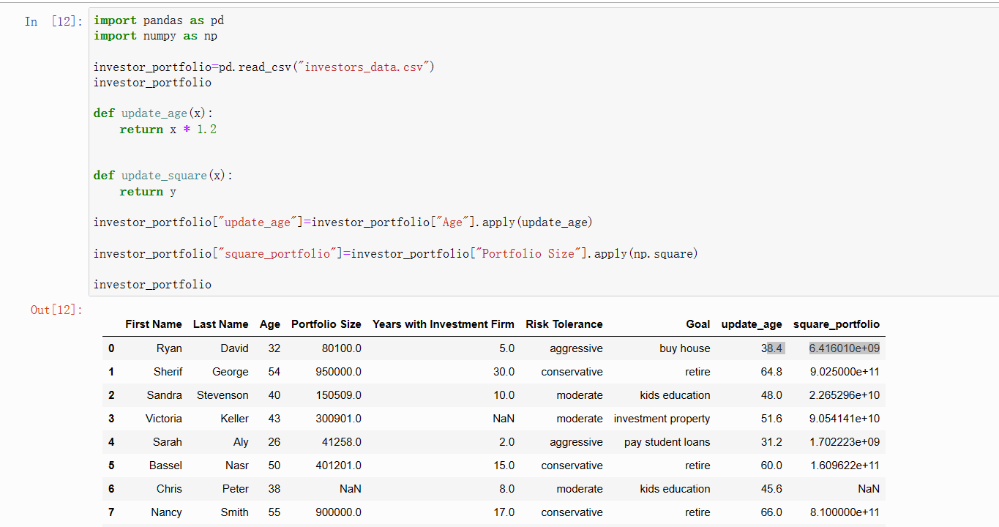 In [12]:
import pandas as pd
import numpy as np
investor_portfolio=pd.read_csv("investors_data.csv")
investor_portfolio
def update_age(x):
    return x * 1.2
def update_square(x):
    return y
investor_portfolio["update_age"]=investor_portfolio["Age"].apply(update_age)
investor_portfolio["square_portfolio"]=investor_portfolio["Portfolio Size"].apply(np.square)
investor_portfolio
Out[12]:
First Name Last Name Age Portfolio Size Years with Investment Firm Risk Tolerance Goal update_age square_portfolio
0 Ryan David 32 80100.0 5.0 aggressive buy house 38.4 6.416010e+09
1 Sherif George 54 950000.0 30.0 conservative retire 64.8 9.025000e+11
2 Sandra Stevenson 40 150509.0 10.0 moderate kids education 48.0 2.265296e+10
3 Victoria Keller 43 300901.0 NaN moderate investment property 51.6 9.054141e+10
4 Sarah Aly 26 41258.0 2.0 aggressive pay student loans 31.2 1.702223e+09
5 Bassel Nasr 50 401201.0 15.0 conservative retire 60.0 1.609622e+11
6 Chris Peter 38 NaN 8.0 moderate kids education 45.6 NaN
7 Nancy Smith 55 900000.0 17.0 conservative retire 66.0 8.100000e+11